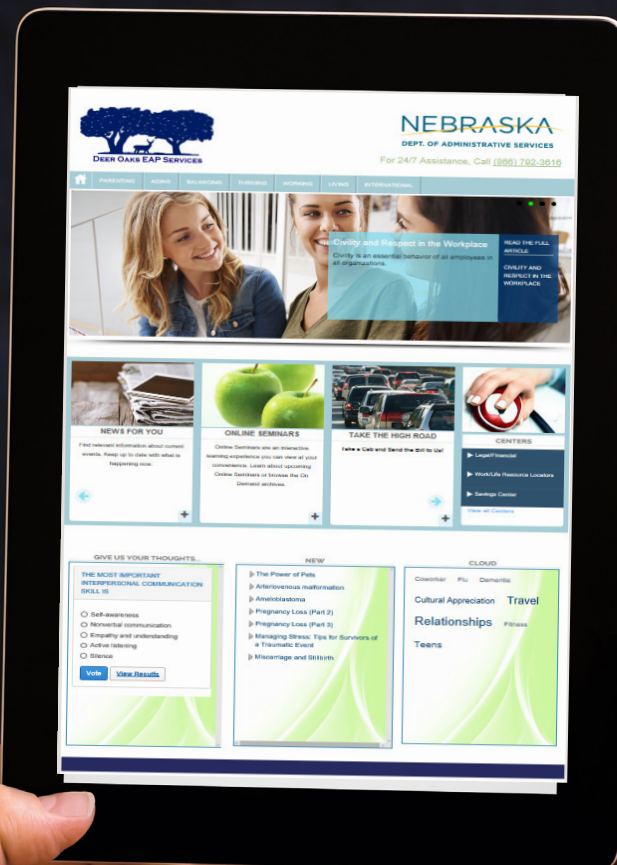 DEER OAKS EAP SERVICES
NEBRASKA
DEPT. OF ADMINISTRATIVE SERVICES
For 24/7 Assistance, Call (866) 792-3616
PARENTING AGING BALANCING THRIVING WORKING LIVING INTERNATIONAL
Civility and Respect in the Workplace
Civility is an essential behavior of all employees in
all organizations.
READ THE FULL
ARTICLE
CIVILITY AND
RESPECT IN THE
WORKPLACE
NEWS FOR YOU
Find relevant information about current
events. Keep up to date with what is
happening now.
ONLINE SEMINARS
Online Seminars are an interactive
learning experience you can view at your
convenience. Learn about upcoming
Online Seminars or browse the On
Demand archives
TAKE THE HIGH ROAD
Take a Cab and Send the Bill to Us!
CENTERS
Legal/Financial
Work/Life Resource Locators
Savings Center
View all Centers
GIVE US YOUR THOUGHTS...
THE MOST IMPORTANT
INTERPERSONAL COMMUNICATION
SKILL IS
Self-awareness
Nonverbal communication
Empathy and understanding
Active listening
Silence
Vote View Results
NEW
The Power of Pets
Arteriovenous malformation
Ameloblastoma
Pregnancy Loss (Part 2)
Pregnancy Loss (Part 3)
Managing Stress: Tips for Survivors of
a Traumatic Event
Miscarriage and Stillbirth
CLOUD
Coworker Flu Dementia
Cultural Appreciation Travel
Relationships Fitness
Teens